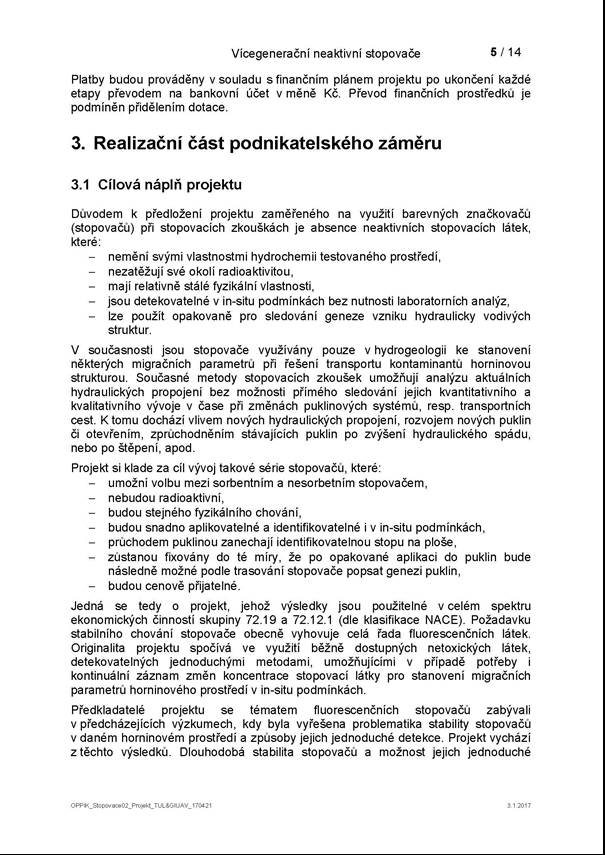 Vícegenerační neaktivní stopovače 5 / 14
Platby budou prováděny v souladu s finančním plánem projektu po ukončení každé
etapy převodem na bankovní účet v měně Kč. Převod finančních prostředků je
podmíněn přidělením dotace.
3. Realizační část podnikatelského záměru
3.1 Cílová náplň projektu
Důvodem k předložení projektu zaměřeného na využití barevných značkovačů
(stopovačů) při stopovacích zkouškách je absence neaktivních stopovacích látek,
které:
– nemění svými vlastnostmi hydrochemii testovaného prostředí,
– nezatěžují své okolí radioaktivitou,
– mají relativně stálé fyzikální vlastnosti,
– jsou detekovatelné v in-situ podmínkách bez nutnosti laboratorních analýz,
– lze použít opakovaně pro sledování geneze vzniku hydraulicky vodivých
struktur.
V současnosti jsou stopovače využívány pouze v hydrogeologii ke stanovení
některých migračních parametrů při řešení transportu kontaminantů horninovou
strukturou. Současné metody stopovacích zkoušek umožňují analýzu aktuálních
hydraulických propojení bez možnosti přímého sledování jejich kvantitativního a
kvalitativního vývoje v čase při změnách puklinových systémů, resp. transportních
cest. K tomu dochází vlivem nových hydraulických propojení, rozvojem nových puklin
či otevřením, zprůchodněním stávajících puklin po zvýšení hydraulického spádu,
nebo po štěpení, apod.
Projekt si klade za cíl vývoj takové série stopovačů, které:
– umožní volbu mezi sorbentním a nesorbetním stopovačem,
– nebudou radioaktivní,
– budou stejného fyzikálního chování,
– budou snadno aplikovatelné a identifikovatelné i v in-situ podmínkách,
– průchodem puklinou zanechají identifikovatelnou stopu na ploše,
– zůstanou fixovány do té míry, že po opakované aplikaci do puklin bude
následně možné podle trasování stopovače popsat genezi puklin,
– budou cenově přijatelné.
Jedná se tedy o projekt, jehož výsledky jsou použitelné v celém spektru
ekonomických činností skupiny 72.19 a 72.12.1 (dle klasifikace NACE). Požadavku
stabilního chování stopovače obecně vyhovuje celá řada fluorescenčních látek.
Originalita projektu spočívá ve využití běžně dostupných netoxických látek,
detekovatelných jednoduchými metodami, umožňujícími v případě potřeby i
kontinuální záznam změn koncentrace stopovací látky pro stanovení migračních
parametrů horninového prostředí v in-situ podmínkách.
Předkladatelé projektu se tématem fluorescenčních stopovačů zabývali
v předcházejících výzkumech, kdy byla vyřešena problematika stability stopovačů
v daném horninovém prostředí a způsoby jejich jednoduché detekce. Projekt vychází
z těchto výsledků. Dlouhodobá stabilita stopovačů a možnost jejich jednoduché
OPPIK_Stopovace02_Projekt_TUL&GIUAV_170421 3.1.2017